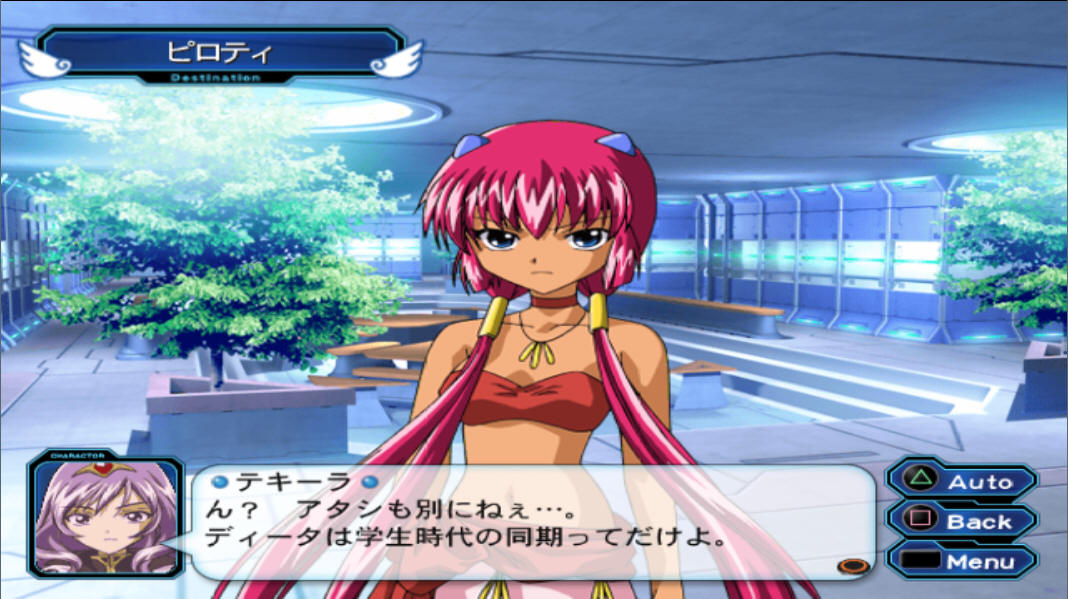 ピロティ
Destination
CHARACTOR
●テキーラ●
ん？　アタシも別にねぇ…。
ディータは学生時代の同期ってだけよ。
Auto
Back
Menu